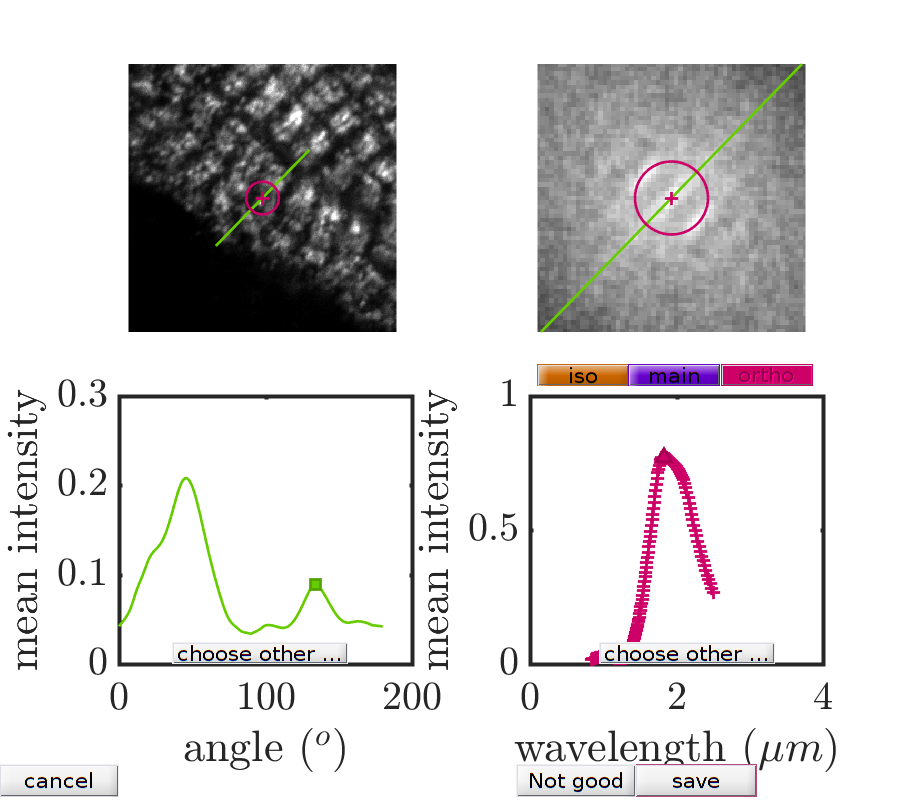 iso main ortho
0.3
0.2
0.1
0
mean intensity
choose other ...
0 100 200
angle (o)
1
0.5
0
mean intensity
choose other ...
0 2 4
wavelength (μm)
cancel
Not good save